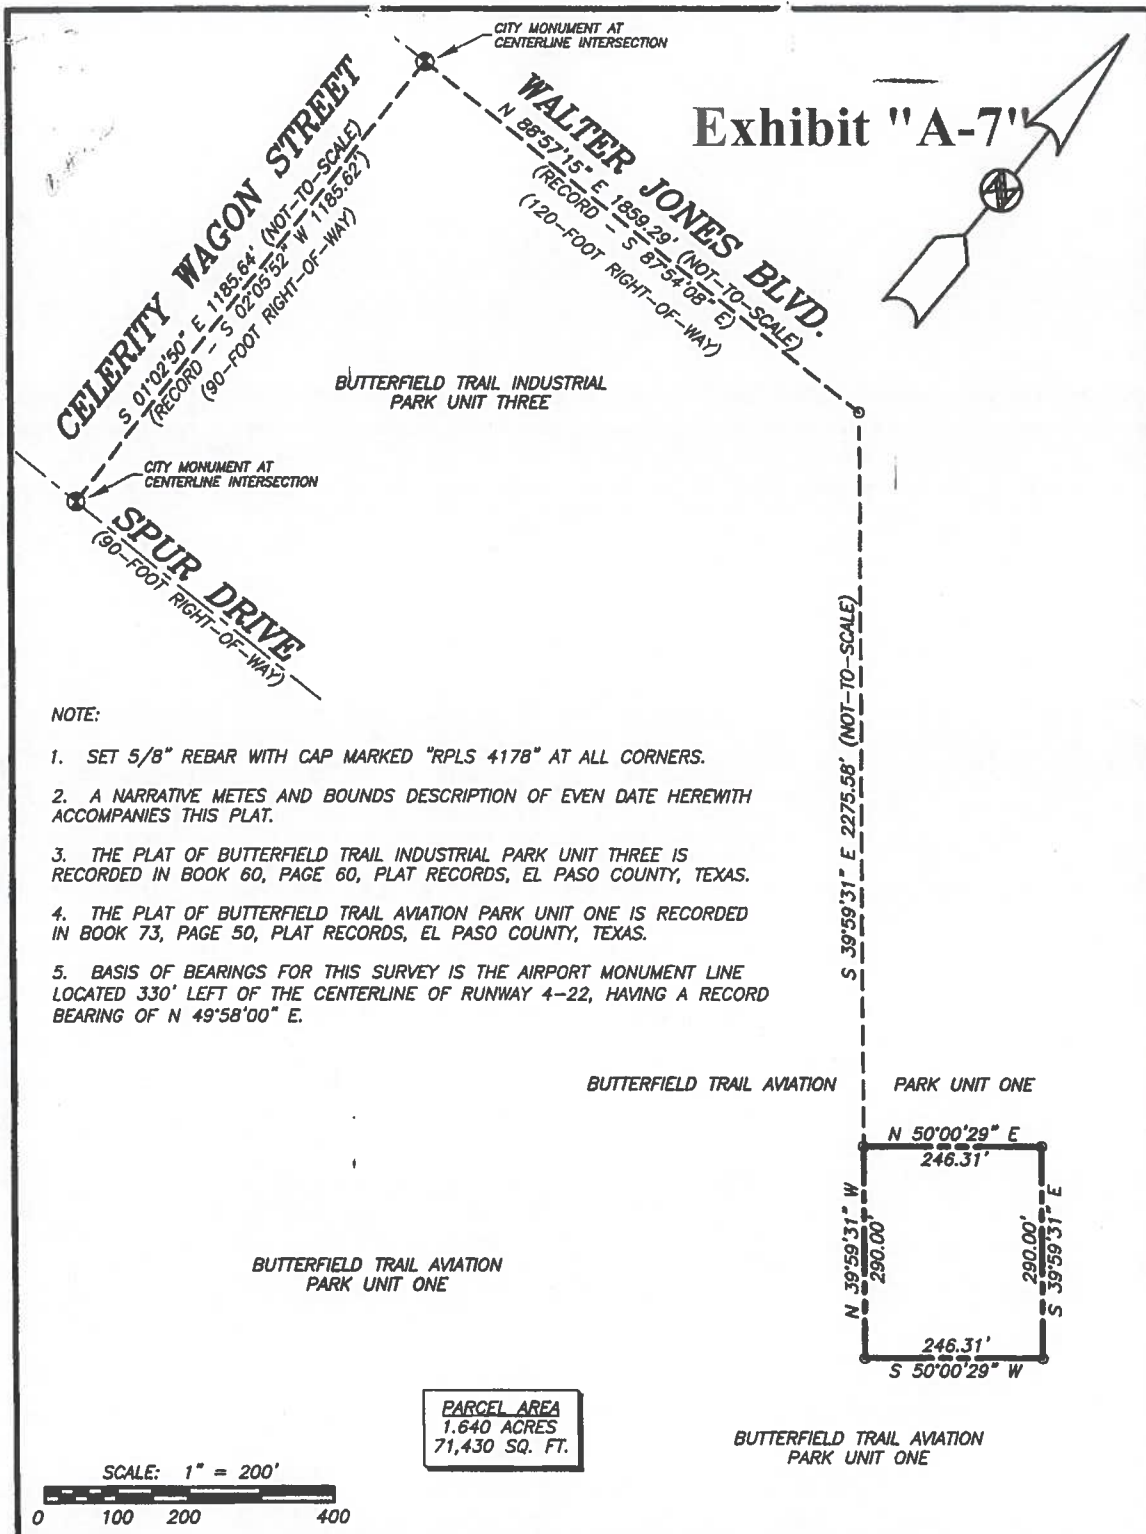 CITY MONUMENT AT
CENTERLINE INTERSECTION
Exhibit "A-7"
CELERITY WAGON STREET
S 01°02'50" E 1185.64' (NOT-TO-SCALE)
(RECORD - S 02°05'52" W 1185.62')
(90-FOOT RIGHT-OF-WAY)
WALTER JONES BLVD.
N 86°57'15" E 1859.29' (NOT-TO-SCALE)
(RECORD - S 87°54'08" E)
(120-FOOT RIGHT-OF-WAY)
BUTTERFIELD TRAIL INDUSTRIAL
PARK UNIT THREE
CITY MONUMENT AT
CENTERLINE INTERSECTION
SPUR DRIVE
(90-FOOT RIGHT-OF-WAY)
S 39°59'31" E 2275.58' (NOT-TO-SCALE)
NOTE:
1. SET 5/8" REBAR WITH CAP MARKED "RPLS 4178" AT ALL CORNERS.
2. A NARRATIVE METES AND BOUNDS DESCRIPTION OF EVEN DATE HEREWITH
ACCOMPANIES THIS PLAT.
3. THE PLAT OF BUTTERFIELD TRAIL INDUSTRIAL PARK UNIT THREE IS
RECORDED IN BOOK 60, PAGE 60, PLAT RECORDS, EL PASO COUNTY, TEXAS.
4. THE PLAT OF BUTTERFIELD TRAIL AVIATION PARK UNIT ONE IS RECORDED
IN BOOK 73, PAGE 50, PLAT RECORDS, EL PASO COUNTY, TEXAS.
5. BASIS OF BEARINGS FOR THIS SURVEY IS THE AIRPORT MONUMENT LINE
LOCATED 330' LEFT OF THE CENTERLINE OF RUNWAY 4-22, HAVING A RECORD
BEARING OF N 49°58'00" E.
BUTTERFIELD TRAIL AVIATION PARK UNIT ONE
N 50°00'29" E
246.31'
N 39°59'31" W
290.00'
290.00'
S 39°59'31" E
246.31'
S 50°00'29" W
BUTTERFIELD TRAIL AVIATION
PARK UNIT ONE
PARCEL AREA
1.640 ACRES
71,430 SQ. FT.
BUTTERFIELD TRAIL AVIATION
PARK UNIT ONE
SCALE: 1" = 200'
0 100 200 400